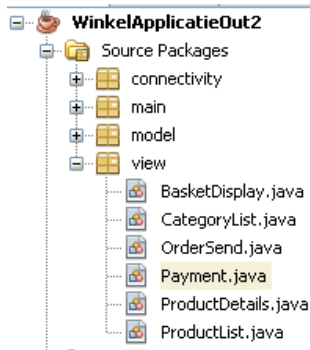 WinkelApplicatieOut2
Source Packages
connectivity
main
model
view
BasketDisplay.java
CategoryList.java
OrderSend.java
Payment.java
ProductDetails.java
ProductList.java